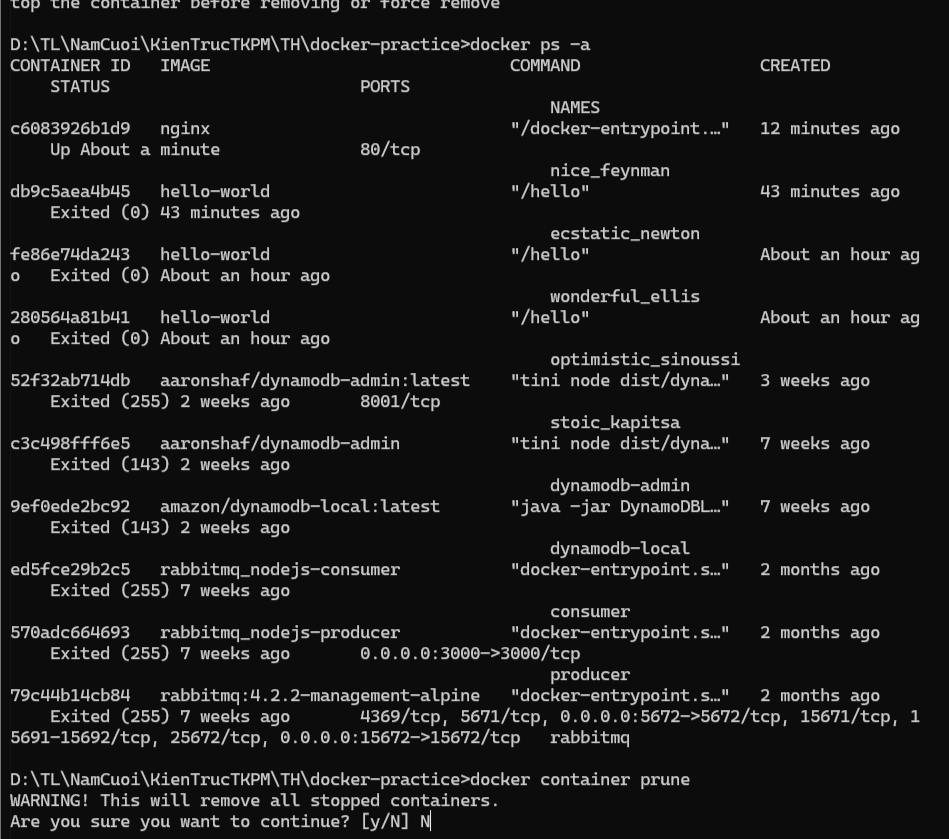 top the container before removing or force remove
D:\TL\NamCuoi\KienTrucTKPM\TH\docker-practice>docker ps -a
CONTAINER ID   IMAGE                              COMMAND                  CREATED
    STATUS                         PORTS
                                                      NAMES
c6083926b1d9   nginx                              "/docker-entrypoint.…"   12 minutes ago
    Up About a minute              80/tcp
                                                      nice_feynman
db9c5aea4b45   hello-world                        "/hello"                 43 minutes ago
    Exited (0) 43 minutes ago
                                                      ecstatic_newton
fe86e74da243   hello-world                        "/hello"                 About an hour ag
o   Exited (0) About an hour ago
                                                      wonderful_ellis
280564a81b41   hello-world                        "/hello"                 About an hour ag
o   Exited (0) About an hour ago
                                                      optimistic_sinoussi
52f32ab714db   aaronshaf/dynamodb-admin:latest    "tini node dist/dyna…"   3 weeks ago
    Exited (255) 2 weeks ago       8001/tcp
                                                      stoic_kapitsa
c3c498fff6e5   aaronshaf/dynamodb-admin           "tini node dist/dyna…"   7 weeks ago
    Exited (143) 2 weeks ago
                                                      dynamodb-admin
9ef0ede2bc92   amazon/dynamodb-local:latest       "java -jar DynamoDBL…"   7 weeks ago
    Exited (143) 2 weeks ago
                                                      dynamodb-local
ed5fce29b2c5   rabbitmq_nodejs-consumer           "docker-entrypoint.s…"   2 months ago
    Exited (255) 7 weeks ago
                                                      consumer
570adc664693   rabbitmq_nodejs-producer           "docker-entrypoint.s…"   2 months ago
    Exited (255) 7 weeks ago       0.0.0.0:3000->3000/tcp
                                                      producer
79c44b14cb84   rabbitmq:4.2.2-management-alpine   "docker-entrypoint.s…"   2 months ago
    Exited (255) 7 weeks ago       4369/tcp, 5671/tcp, 0.0.0.0:5672->5672/tcp, 15671/tcp, 1
5691-15692/tcp, 25672/tcp, 0.0.0.0:15672->15672/tcp   rabbitmq
D:\TL\NamCuoi\KienTrucTKPM\TH\docker-practice>docker container prune
WARNING! This will remove all stopped containers.
Are you sure you want to continue? [y/N] N